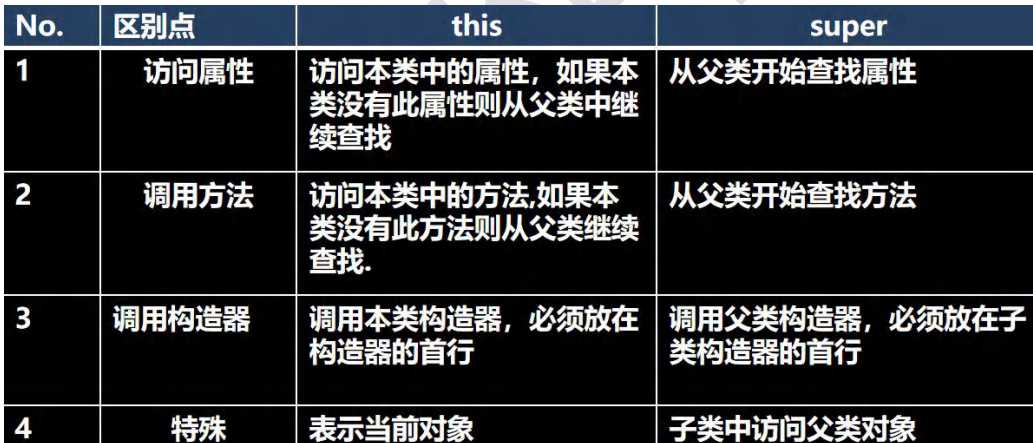 No. 区别点 this super
1 访问属性 访问本类中的属性，如果本 从父类开始查找属性
类没有此属性则从父类中继
续查找
2 调用方法 访问本类中的方法,如果本 从父类开始查找方法
类没有此方法则从父类继续
查找.
3 调用构造器 调用本类构造器，必须放在 调用父类构造器，必须放在子
构造器的首行 类构造器的首行
4 特殊 表示当前对象 子类中访问父类对象